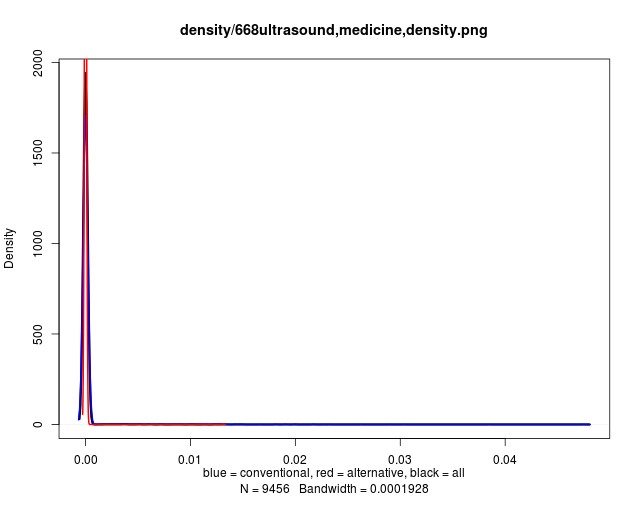 density/668ultrasound,medicine,density.png
Density
2000
1500
1000
500
0
0.00 0.01 0.02 0.03 0.04
blue = conventional, red = alternative, black = all
N = 9456 Bandwidth = 0.0001928